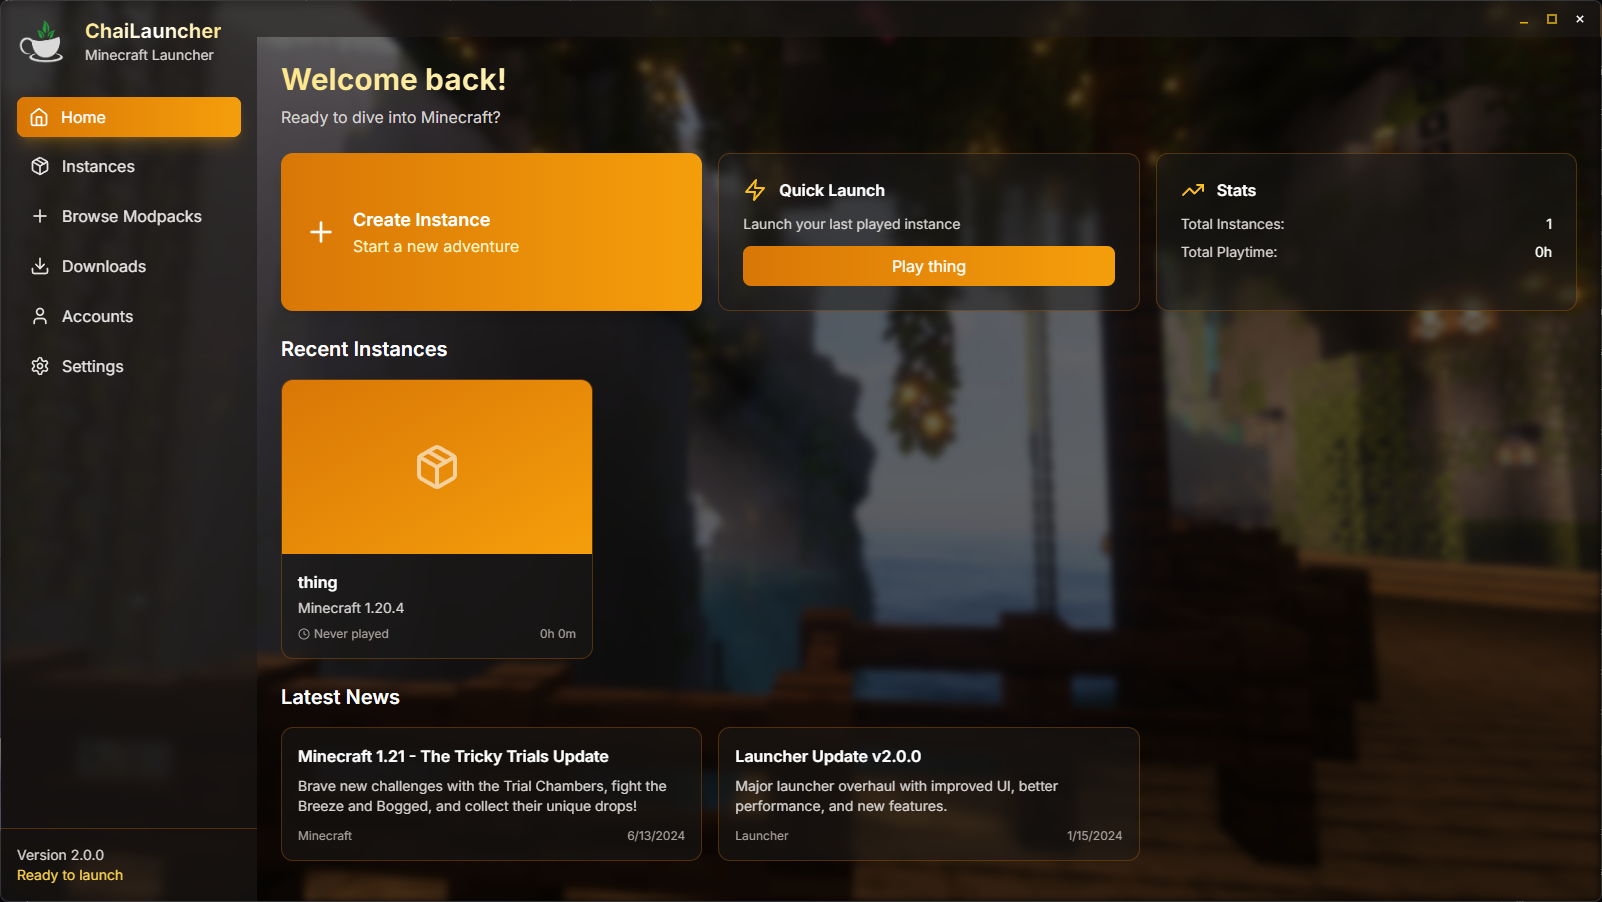 ChaiLauncher
Minecraft Launcher
Home
Instances
Browse Modpacks
Downloads
Accounts
Settings
Version 2.0.0
Ready to launch
Welcome back!
Ready to dive into Minecraft?
Create Instance
Start a new adventure
Quick Launch
Launch your last played instance
Play thing
Stats
Total Instances: 1
Total Playtime: 0h
Recent Instances
thing
Minecraft 1.20.4
Never played 0h 0m
Latest News
Minecraft 1.21 - The Tricky Trials Update
Brave new challenges with the Trial Chambers, fight the
Breeze and Bogged, and collect their unique drops!
Minecraft 6/13/2024
Launcher Update v2.0.0
Major launcher overhaul with improved UI, better
performance, and new features.
Launcher 1/15/2024